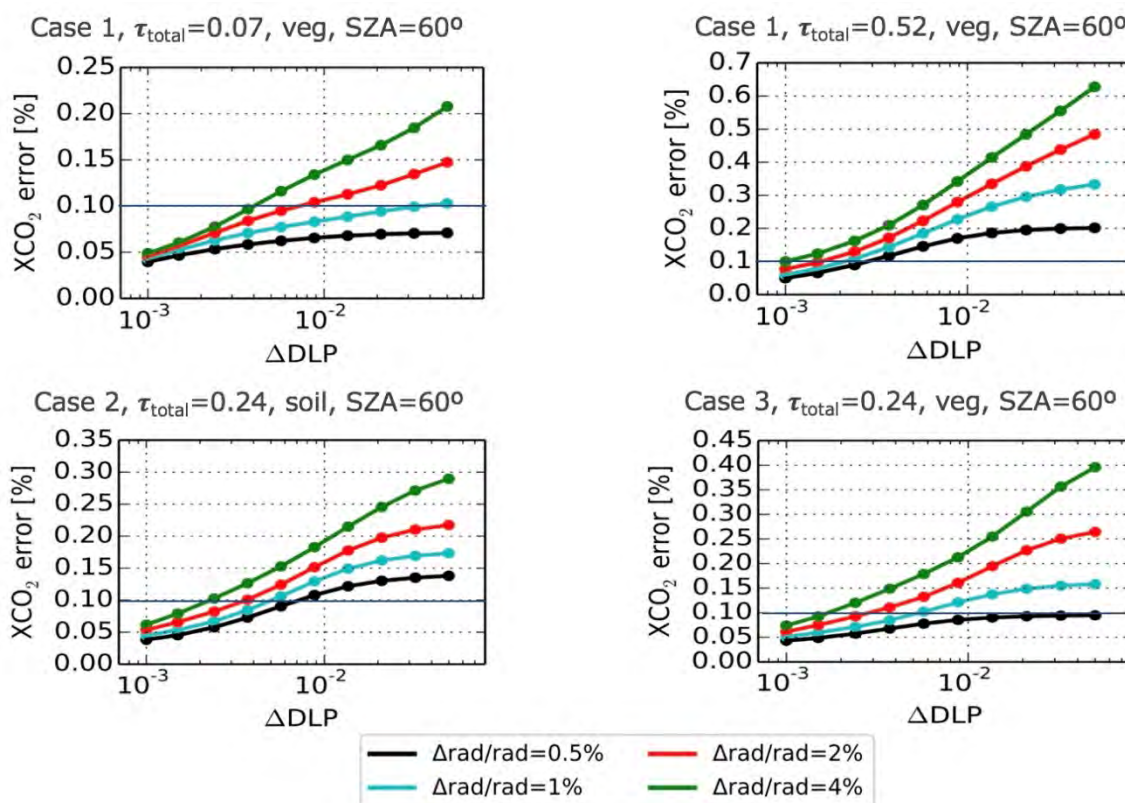 Case 1, τtotal=0.07, veg, SZA=60º
0.25
0.20
0.15
0.10
0.05
0.00
XCO₂ error [%]
10⁻³
10⁻²
ΔDLP
Case 1, τtotal=0.52, veg, SZA=60º
0.7
0.6
0.5
0.4
0.3
0.2
0.1
0.0
XCO₂ error [%]
10⁻³
10⁻²
ΔDLP
Case 2, τtotal=0.24, soil, SZA=60º
0.35
0.30
0.25
0.20
0.15
0.10
0.05
0.00
XCO₂ error [%]
10⁻³
10⁻²
ΔDLP
Case 3, τtotal=0.24, veg, SZA=60º
0.45
0.40
0.35
0.30
0.25
0.20
0.15
0.10
0.05
0.00
XCO₂ error [%]
10⁻³
10⁻²
ΔDLP
Δrad/rad=0.5%
Δrad/rad=2%
Δrad/rad=1%
Δrad/rad=4%